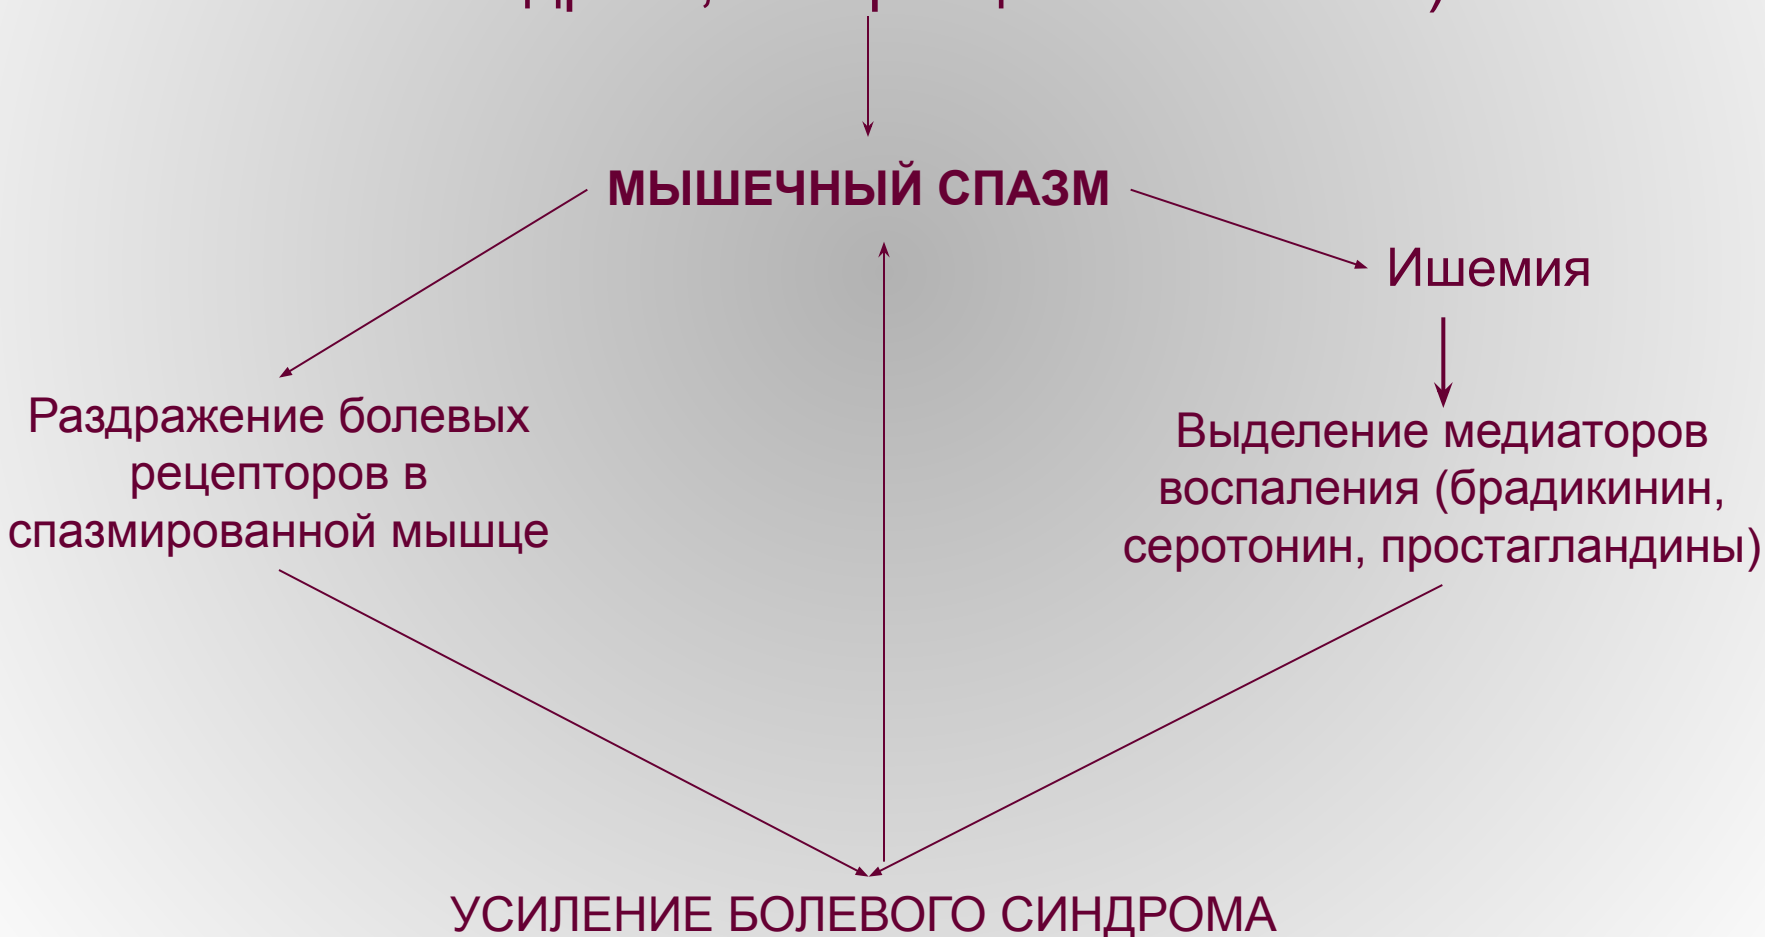 МЫШЕЧНЫЙ СПАЗМ
Ишемия
Раздражение болевых
рецепторов в
спазмированной мышце
Выделение медиаторов
воспаления (брадикинин,
серотонин, простагландины)
УСИЛЕНИЕ БОЛЕВОГО СИНДРОМА